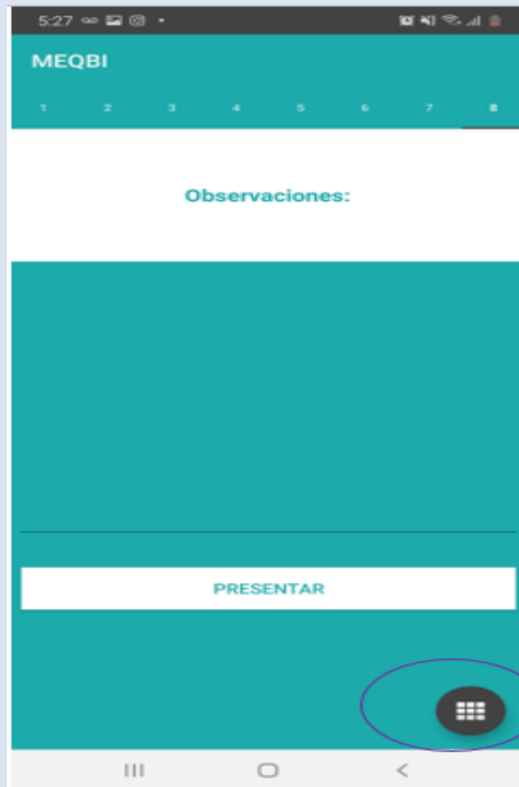 5:27
MEQBI
1 2 3 4 5 6 7 8
Observaciones:
PRESENTAR